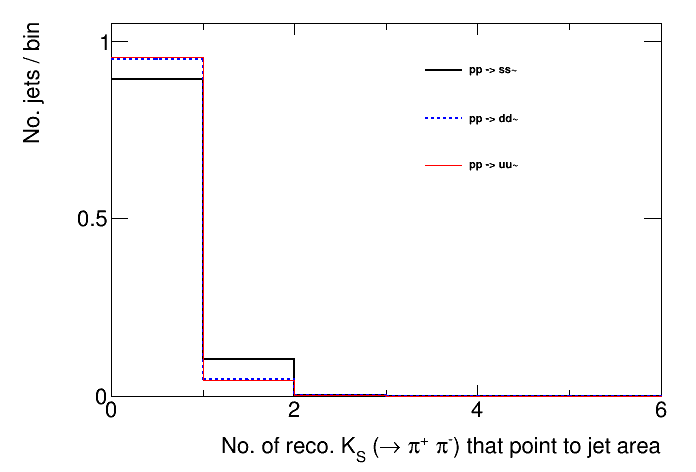 No. jets / bin
1
0.5
0
pp -> ss~
pp -> dd~
pp -> uu~
0 2 4 6
No. of reco. K_S (→ π⁺ π⁻) that point to jet area